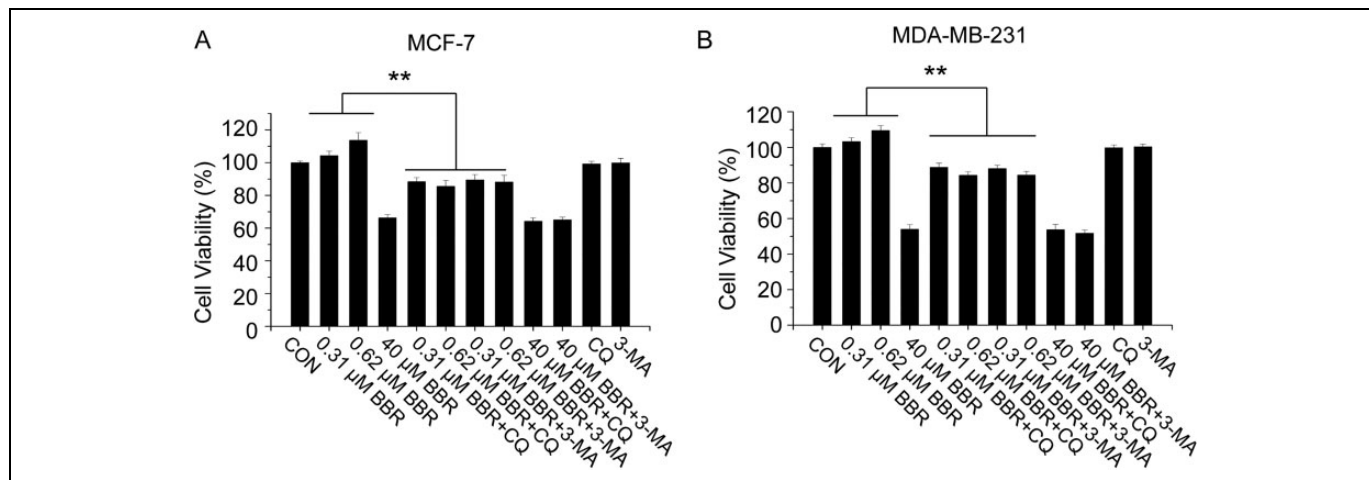 A
MCF-7
**
Cell Viability (%)
120
100
80
60
40
20
0
CON
0.31 µM BBR
0.62 µM BBR
40 µM BBR
0.31 µM BBR+CQ
0.62 µM BBR+CQ
0.31 µM BBR+3-MA
0.62 µM BBR+3-MA
40 µM BBR+CQ
40 µM BBR+3-MA
CQ
3-MA
B
MDA-MB-231
**
Cell Viability (%)
120
100
80
60
40
20
0
CON
0.31 µM BBR
0.62 µM BBR
40 µM BBR
0.31 µM BBR+CQ
0.62 µM BBR+CQ
0.31 µM BBR+3-MA
0.62 µM BBR+3-MA
40 µM BBR+CQ
40 µM BBR+3-MA
CQ
3-MA